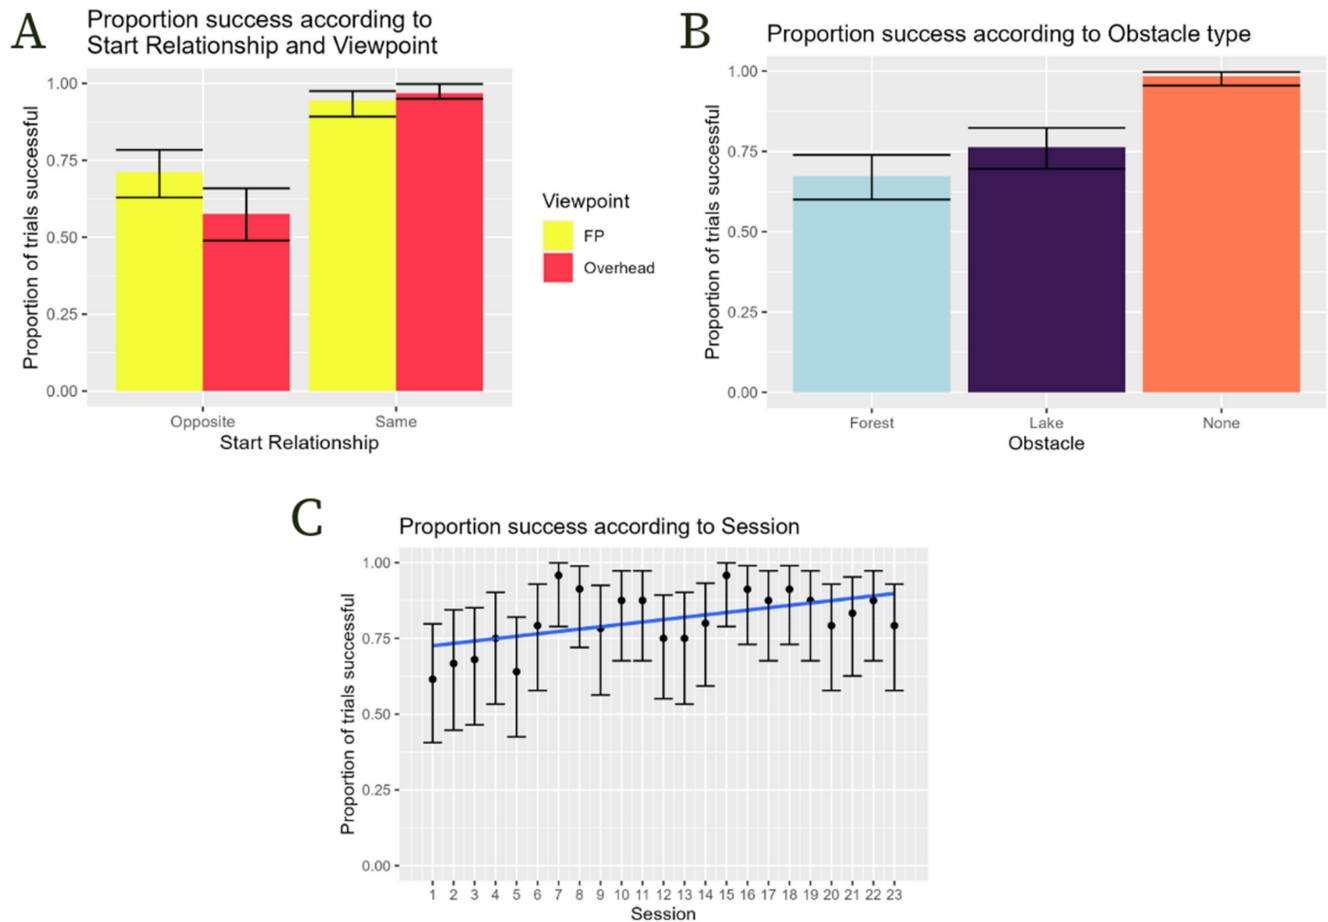 A
Proportion success according to
Start Relationship and Viewpoint
Proportion of trials successful
1.00
0.75
0.50
0.25
0.00
Opposite
Same
Start Relationship
Viewpoint
FP
Overhead
B
Proportion success according to Obstacle type
Proportion of trials successful
1.00
0.75
0.50
0.25
0.00
Forest
Lake
None
Obstacle
C
Proportion success according to Session
Proportion of trials successful
1.00
0.75
0.50
0.25
0.00
1 2 3 4 5 6 7 8 9 10 11 12 13 14 15 16 17 18 19 20 21 22 23
Session